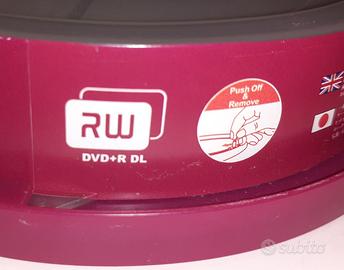 RW
DVD+R DL
Push Off
&
Remove
subito